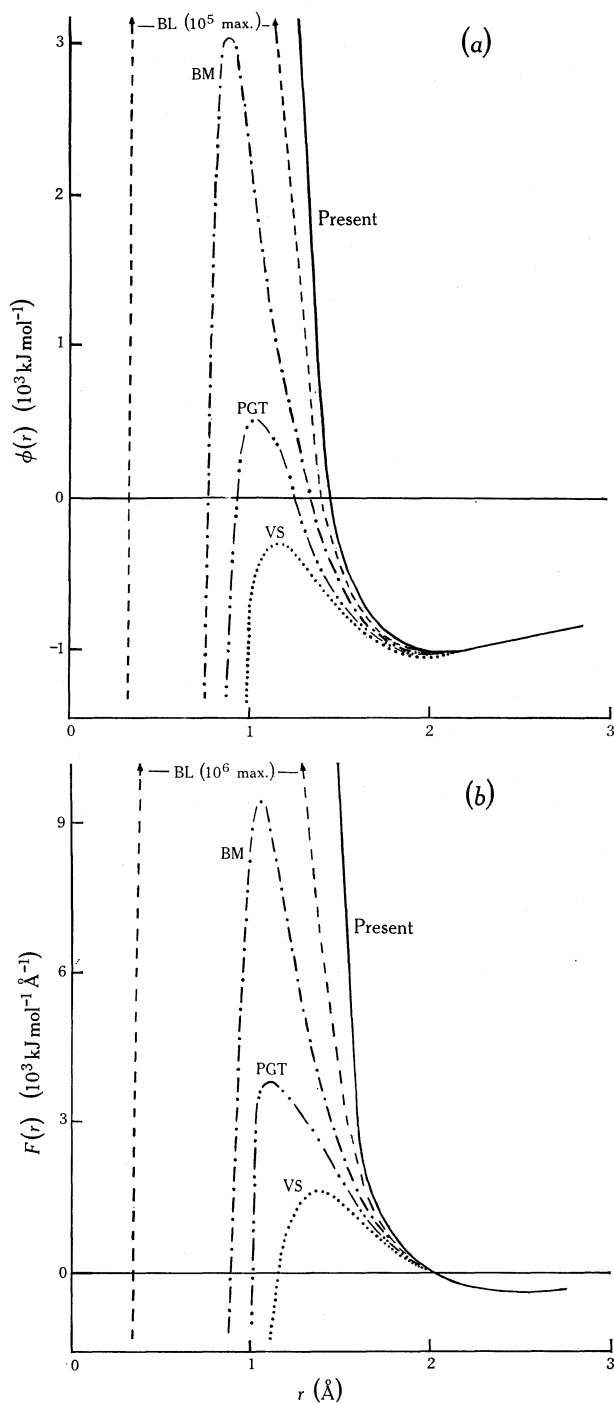 BL (10⁵ max.)
(a)
3
BM
2
Present
ϕ(r) (10³ kJ mol⁻¹)
1
PGT
0
VS
-1
0 1 2 3
BL (10⁶ max.)
(b)
9
BM
Present
6
F(r) (10³ kJ mol⁻¹ Å⁻¹)
PGT
3
VS
0
0 1 2 3
r (Å)